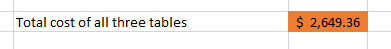 Total cost of all three tables $ 2,649.36